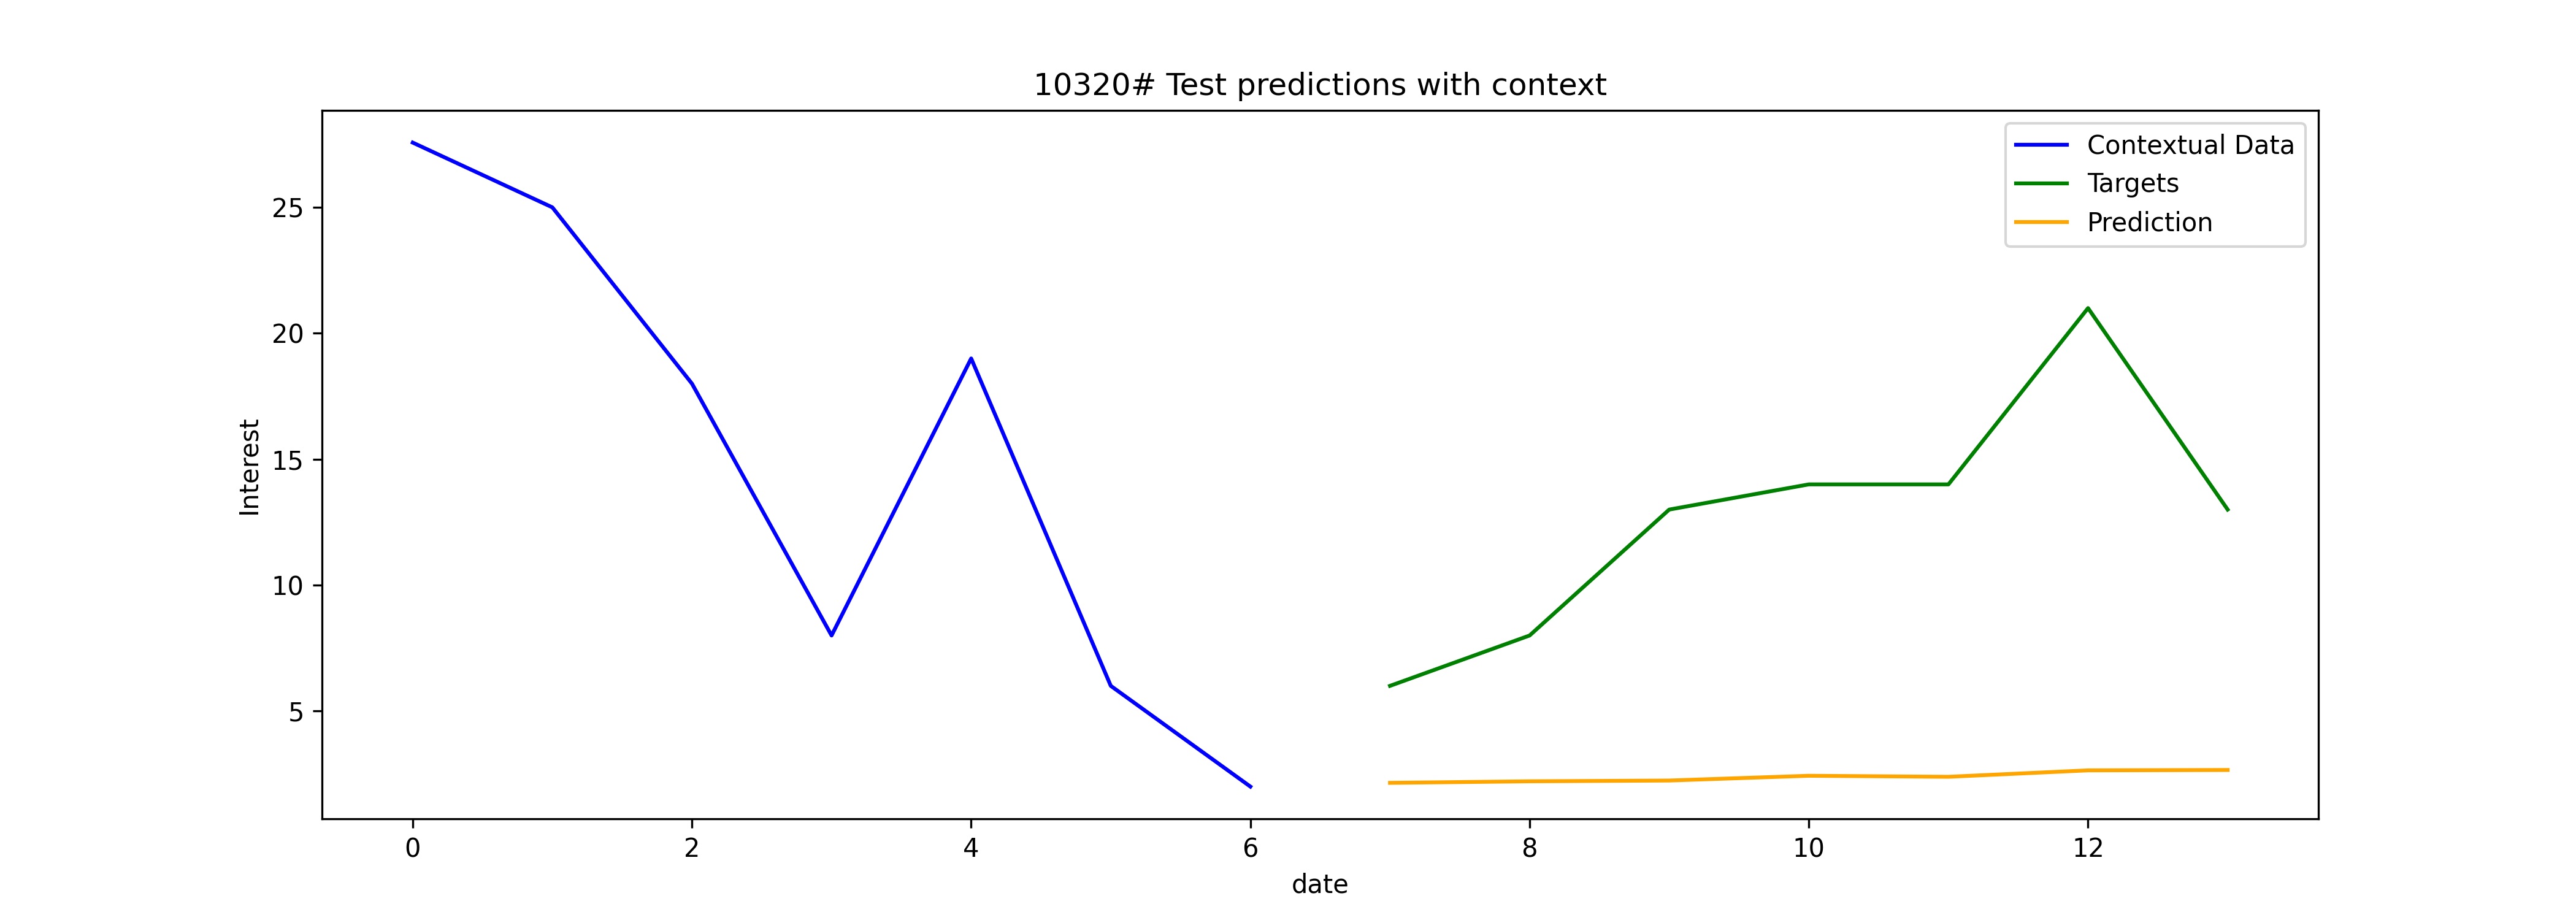 10320# Test predictions with context
Contextual Data
Targets
Prediction
Interest
25
20
15
10
5
0 2 4 6 8 10 12
date